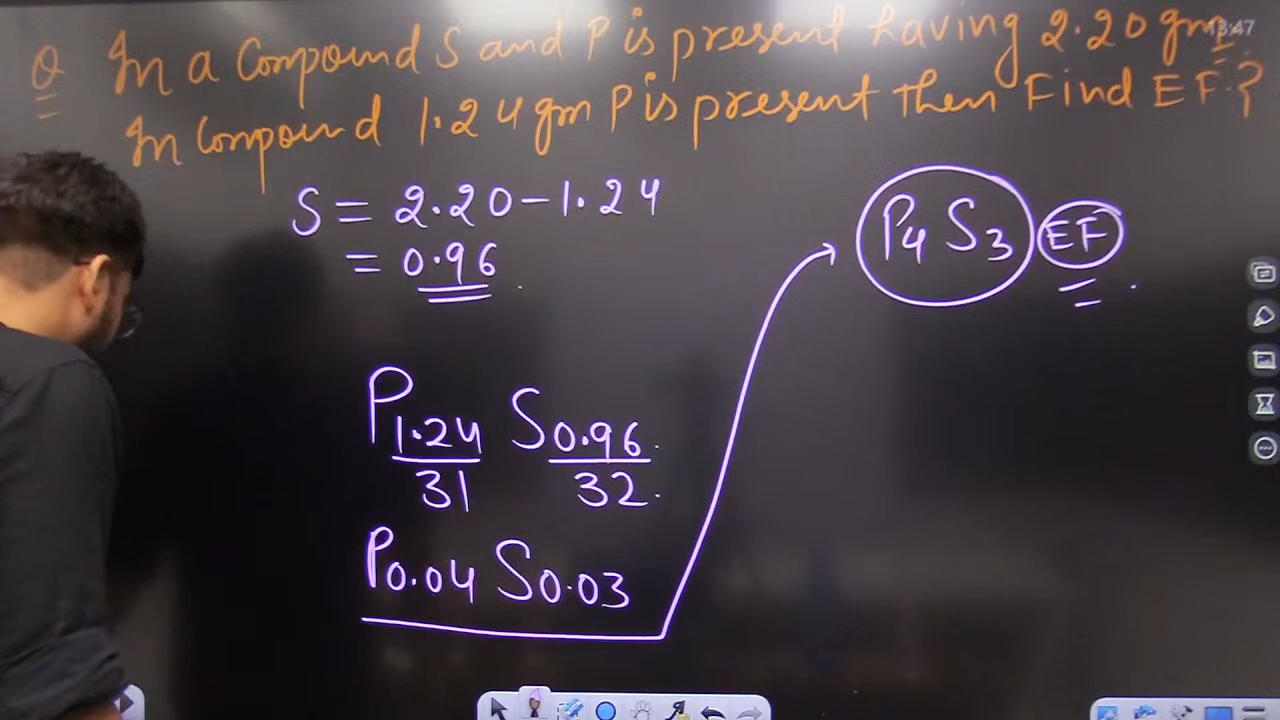 Q In a Compound S and P is present having 2.20 gm
13:47
In Compound 1.24 gm P is present then Find EF?
S = 2.20 - 1.24
= 0.96
P 1.24/31 S 0.96/32
P0.04 S0.03
P4 S3 EF